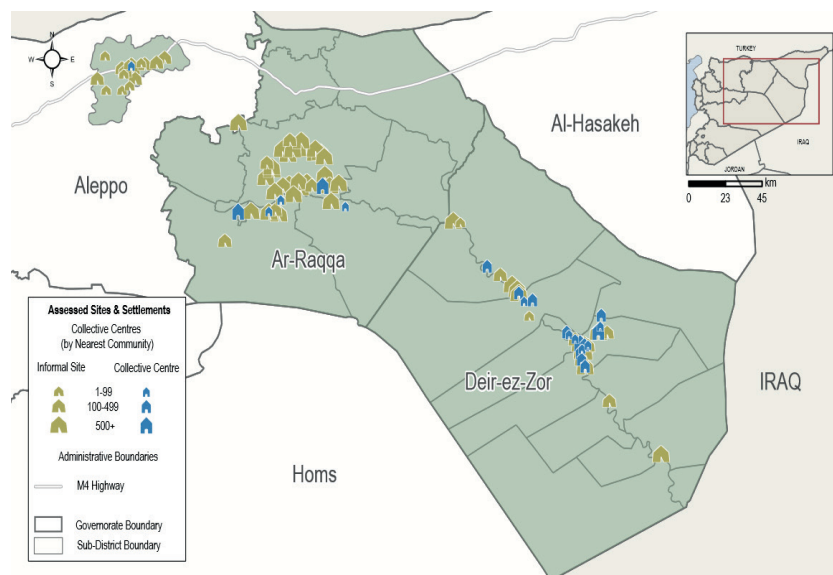 N
W
E
S
TURKEY
IRAQ
JORDAN
km
0
23
45
Al-Hasakeh
Aleppo
Ar-Raqqa
Deir-ez-Zor
IRAQ
Homs
Assessed Sites & Settlements
Collective Centres
(by Nearest Community)
Informal Site
Collective Centre
1-99
100-499
500+
Administrative Boundaries
M4 Highway
Governorate Boundary
Sub-District Boundary